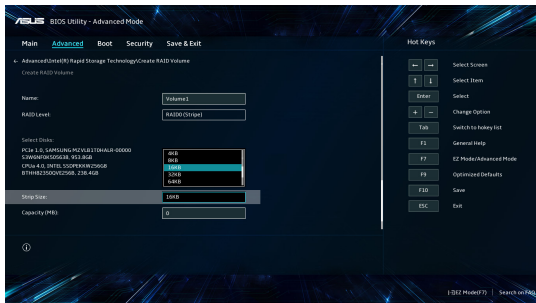 ASUS BIOS Utility - Advanced Mode
Main Advanced Boot Security Save & Exit
Hot Keys
← Advanced\Intel(R) Rapid Storage Technology\Create RAID Volume
Create RAID Volume
Name: Volume1
RAID Level: RAID0 (Stripe)
Select Disks:
PCIe 1.0, SAMSUNG MZVLB1T0HALR-00000
S3W6NF0K505638, 953.8GB
CPUa 4.0, INTEL SSDPEKKW256G8
BTHH82350QVE256B, 238.4GB
4KB
8KB
16KB
32KB
64KB
Strip Size: 16KB
Capacity (MB): 0
← → Select Screen
↑ ↓ Select Item
Enter Select
+ − Change Option
Tab Switch to hokey list
F1 General Help
F7 EZ Mode/Advanced Mode
F9 Optimized Defaults
F10 Save
ESC Exit
EZ Mode(F7) | Search on FAQ